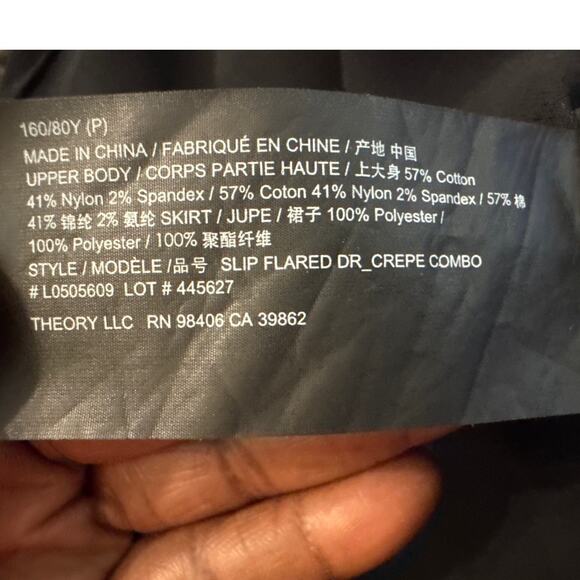 160/80Y (P)
MADE IN CHINA / FABRIQUÉ EN CHINE / 产地 中国
UPPER BODY / CORPS PARTIE HAUTE / 上大身 57% Cotton
41% Nylon 2% Spandex / 57% Coton 41% Nylon 2% Spandex / 57% 棉
41% 锦纶 2% 氨纶 SKIRT / JUPE / 裙子 100% Polyester /
100% Polyester / 100% 聚酯纤维
STYLE / MODÈLE /品号 SLIP FLARED DR_CREPE COMBO
# L0505609 LOT # 445627
THEORY LLC RN 98406 CA 39862